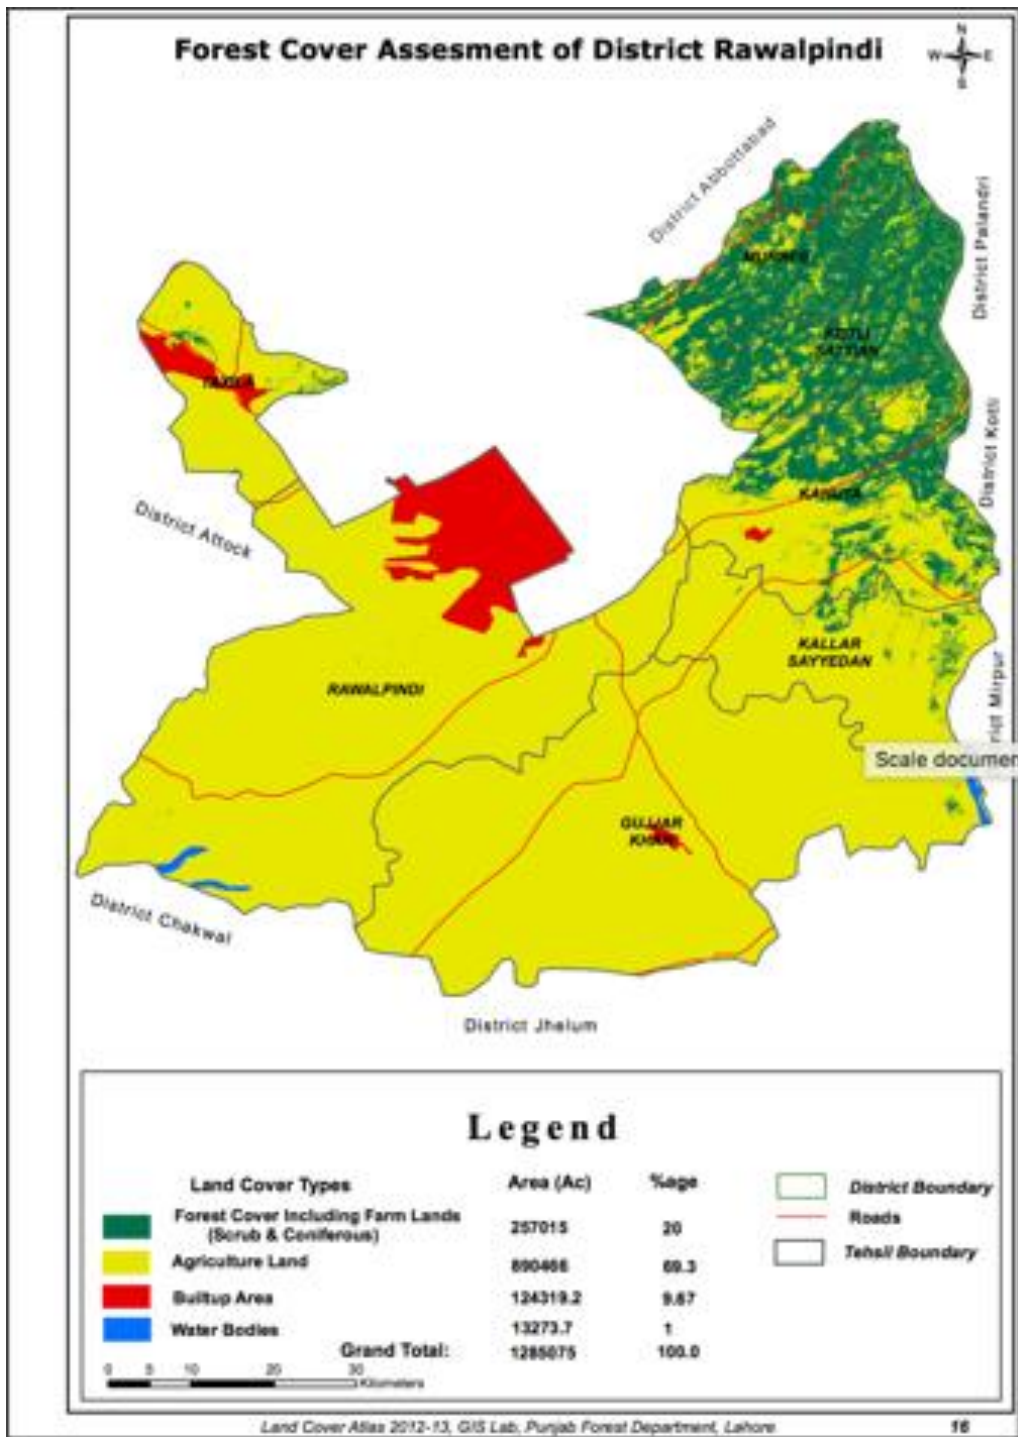 Forest Cover Assesment of District Rawalpindi
N
W E
District Abbottabad
District Palandri
MURREE
KOTLI
SATTIAN
TAXILA
District Kotli
KAHUTA
District Attock
KALLAR
SAYYEDAN
RAWALPINDI
rict Mirpur
Scale documen
GUJJAR
KHAN
District Chakwal
District Jhelum
Legend
Land Cover Types Area (Ac) %age
Forest Cover Including Farm Lands
(Scrub & Coniferous) 257015 20
Agriculture Land 890466 69.3
Builtup Area 124319.2 9.67
Water Bodies 13273.7 1
Grand Total: 1285075 100.0
District Boundary
Roads
Tehsil Boundary
0 5 10 20 30
Kilometers
Land Cover Atlas 2012-13, GIS Lab, Punjab Forest Department, Lahore 16